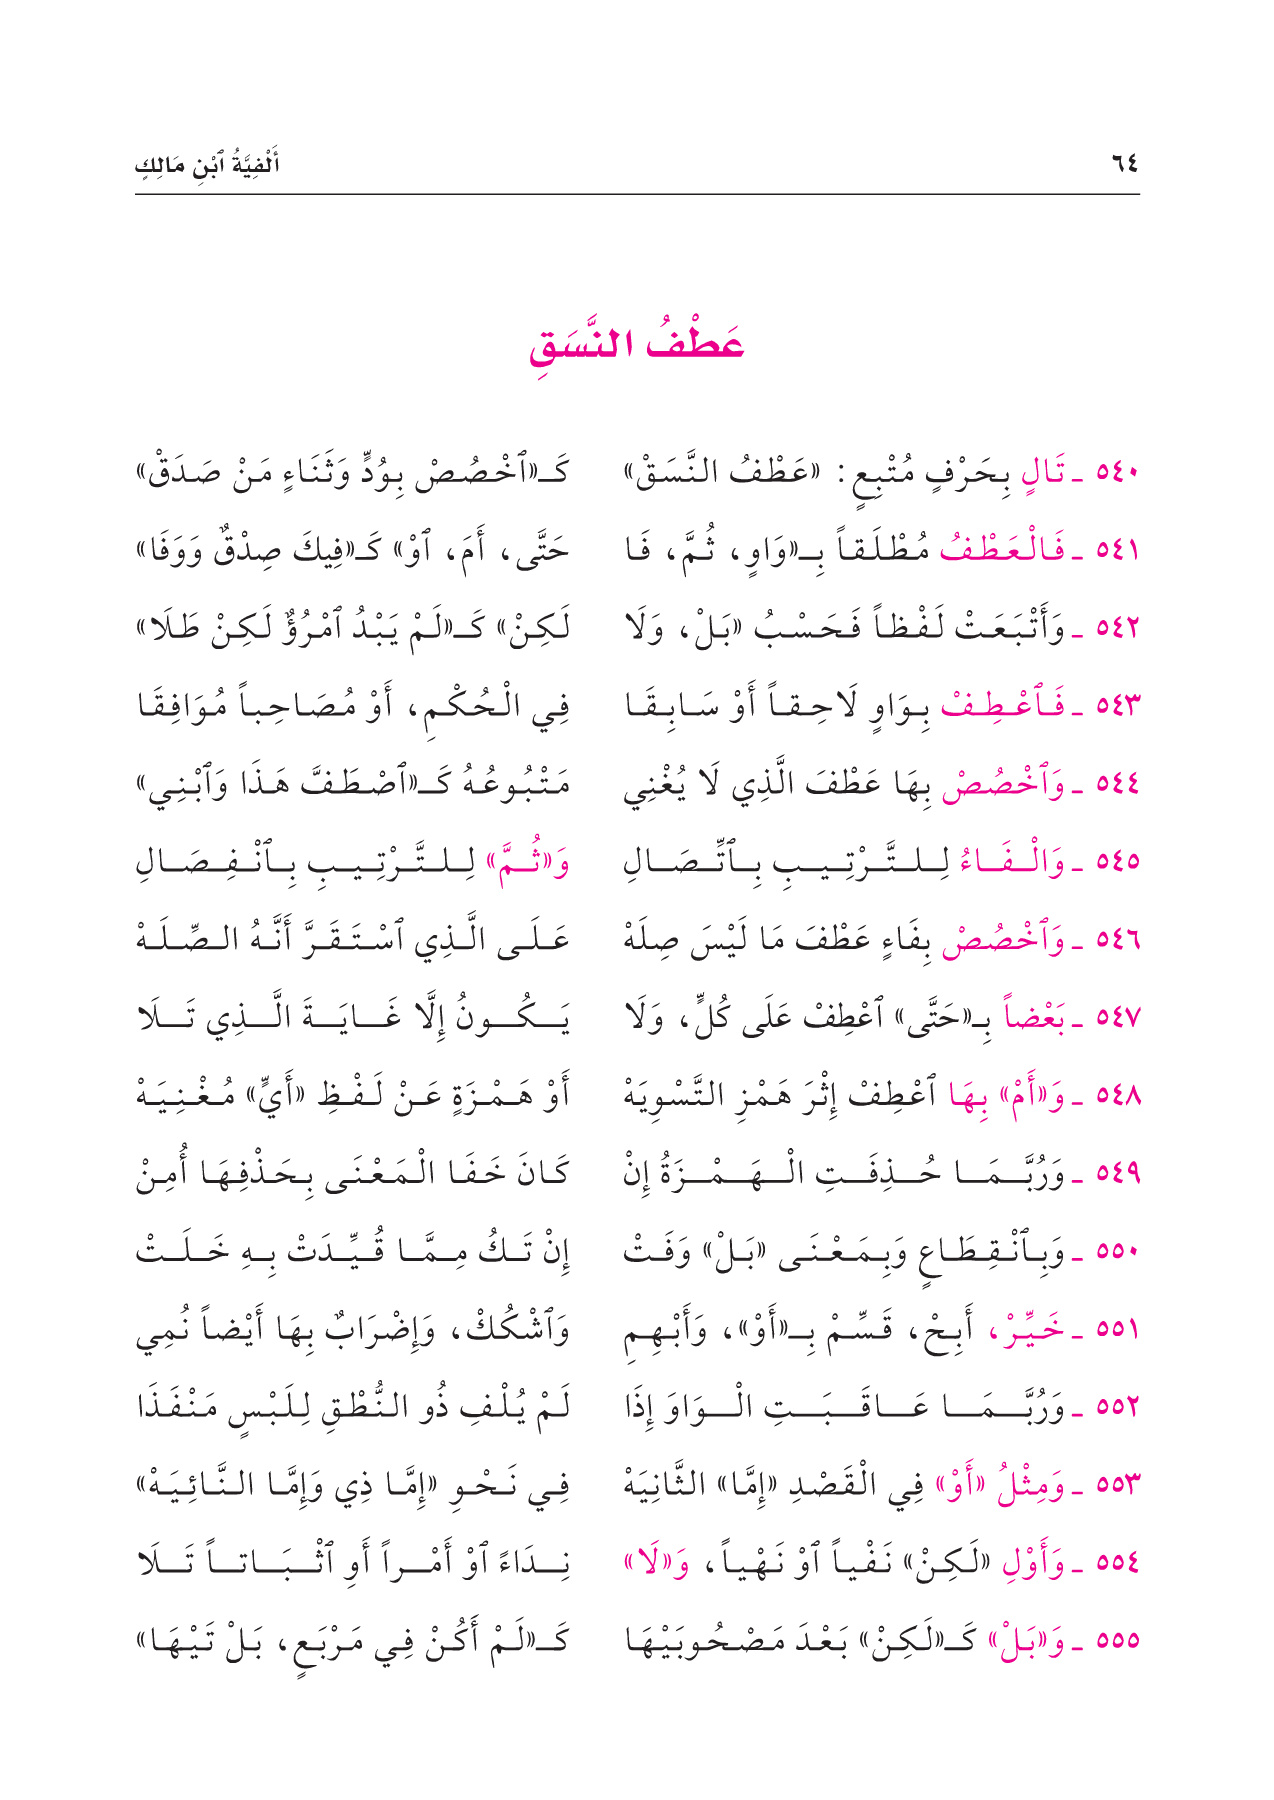 ٦٤ أَلْفِيَّةُ ٱبْنِ مَالِكٍ
عَطْفُ النَّسَقِ
٥٤٠ ـ تَالٍ بِحَرْفٍ مُتْبِعٍ : «عَطْفُ النَّسَقْ» كَـ«ٱخْصُصْ بِوُدٍّ وَثَنَاءٍ مَنْ صَدَقْ»
٥٤١ ـ فَالْعَطْفُ مُطْلَقاً بِـ«وَاوٍ، ثُمَّ، فَا حَتَّى، أَمَ، ٱوْ» كَـ«فِيكَ صِدْقٌ وَوَفَا»
٥٤٢ ـ وَأَتْبَعَتْ لَفْظاً فَحَسْبُ «بَلْ، وَلَا لَكِنْ» كَـ«لَمْ يَبْدُ ٱمْرُؤٌ لَكِنْ طَلَا»
٥٤٣ ـ فَٱعْطِفْ بِوَاوٍ لَاحِقاً أَوْ سَابِقَا فِي الْحُكْمِ، أَوْ مُصَاحِباً مُوَافِقَا
٥٤٤ ـ وَٱخْصُصْ بِهَا عَطْفَ الَّذِي لَا يُغْنِي مَتْبُوعُهُ كَـ«ٱصْطَفَّ هَذَا وَٱبْنِي»
٥٤٥ ـ وَالْفَاءُ لِلتَّرْتِيبِ بِٱتِّصَالِ وَ«ثُمَّ» لِلتَّرْتِيبِ بِٱنْفِصَالِ
٥٤٦ ـ وَٱخْصُصْ بِفَاءٍ عَطْفَ مَا لَيْسَ صِلَهْ عَلَى الَّذِي ٱسْتَقَرَّ أَنَّهُ الصِّلَهْ
٥٤٧ ـ بَعْضاً بِـ«حَتَّى» ٱعْطِفْ عَلَى كُلٍّ، وَلَا يَكُونُ إِلَّا غَايَةَ الَّذِي تَلَا
٥٤٨ ـ وَ«أَمْ» بِهَا ٱعْطِفْ إِثْرَ هَمْزِ التَّسْوِيَهْ أَوْ هَمْزَةٍ عَنْ لَفْظِ «أَيٍّ» مُغْنِيَهْ
٥٤٩ ـ وَرُبَّمَا حُذِفَتِ الْهَمْزَةُ إِنْ كَانَ خَفَا الْمَعْنَى بِحَذْفِهَا أُمِنْ
٥٥٠ ـ وَبِٱنْقِطَاعٍ وَبِمَعْنَى «بَلْ» وَفَتْ إِنْ تَكُ مِمَّا قُيِّدَتْ بِهِ خَلَتْ
٥٥١ ـ خَيِّرْ، أَبِحْ، قَسِّمْ بِـ«أَوْ»، وَأَبْهِمِ وَٱشْكُكْ، وَإِضْرَابٌ بِهَا أَيْضاً نُمِي
٥٥٢ ـ وَرُبَّمَا عَاقَبَتِ الْوَاوَ إِذَا لَمْ يُلْفِ ذُو النُّطْقِ لِلَبْسٍ مَنْفَذَا
٥٥٣ ـ وَمِثْلُ «أَوْ» فِي الْقَصْدِ «إِمَّا» الثَّانِيَهْ فِي نَحْوِ «إِمَّا ذِي وَإِمَّا النَّائِيَهْ»
٥٥٤ ـ وَأَوْلِ «لَكِنْ» نَفْياً ٱوْ نَهْياً، وَ«لَا» نِدَاءً ٱوْ أَمْراً أَوِ ٱثْبَاتاً تَلَا
٥٥٥ ـ وَ«بَلْ» كَـ«لَكِنْ» بَعْدَ مَصْحُوبَيْهَا كَـ«لَمْ أَكُنْ فِي مَرْبَعٍ، بَلْ تَيْهَا»